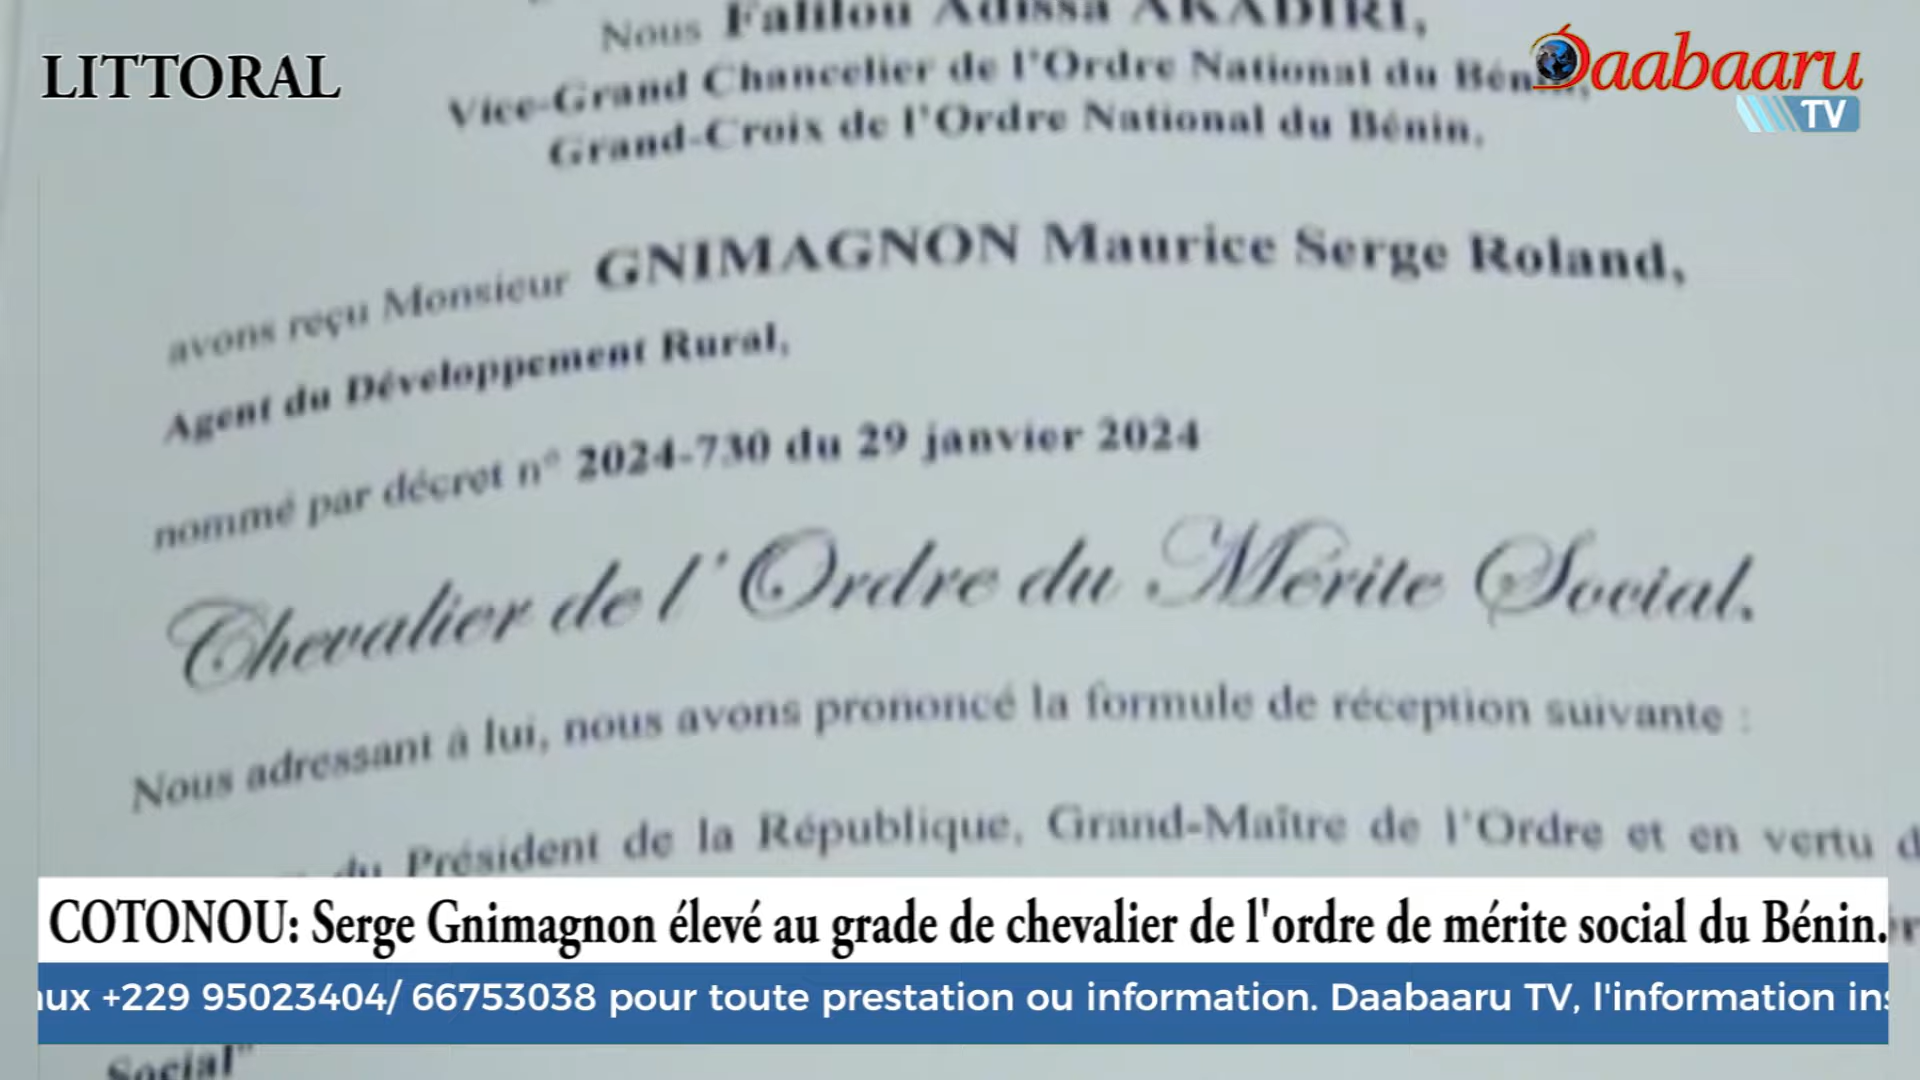 LITTORAL
Daabaaru
TV
Nous Falilou Adissa AKADIRI,
Vice-Grand Chancelier de l'Ordre National du Bénin,
Grand-Croix de l'Ordre National du Bénin,
avons reçu Monsieur GNIMAGNON Maurice Serge Roland,
Agent du Développement Rural,
nommé par décret n° 2024-730 du 29 janvier 2024
Chevalier de l'Ordre du Mérite Social.
Nous adressant à lui, nous avons prononcé la formule de réception suivante :
du Président de la République, Grand-Maître de l'Ordre et en vertu d
COTONOU: Serge Gnimagnon élevé au grade de chevalier de l'ordre de mérite social du Bénin.
ux +229 95023404/ 66753038 pour toute prestation ou information. Daabaaru TV, l'information ins
Social"